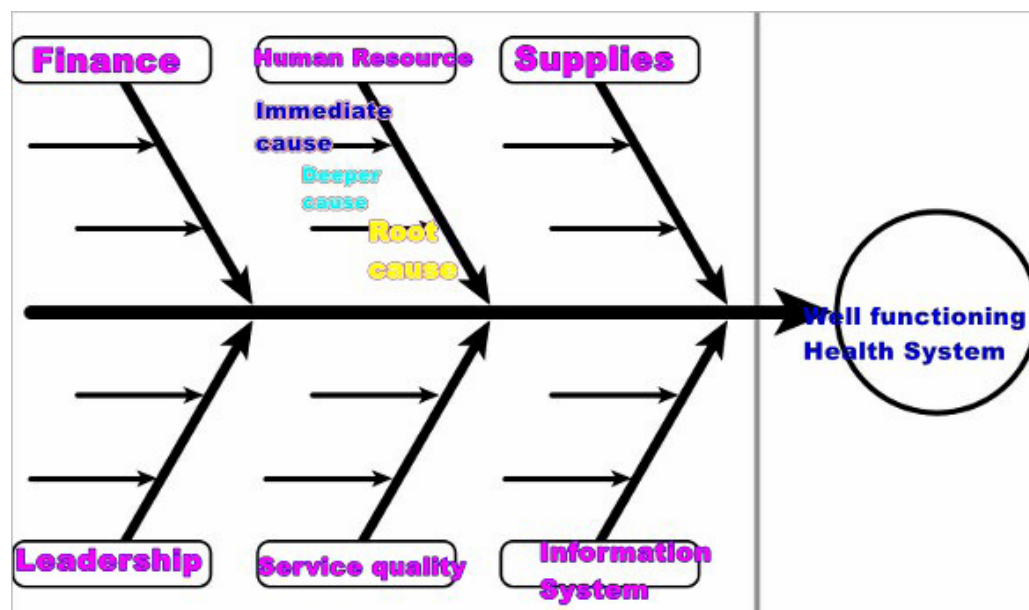 Finance
Human Resource
Supplies
Immediate
cause
Deeper
cause
Root
cause
Well functioning
Health System
Leadership
Service quality
Information
System